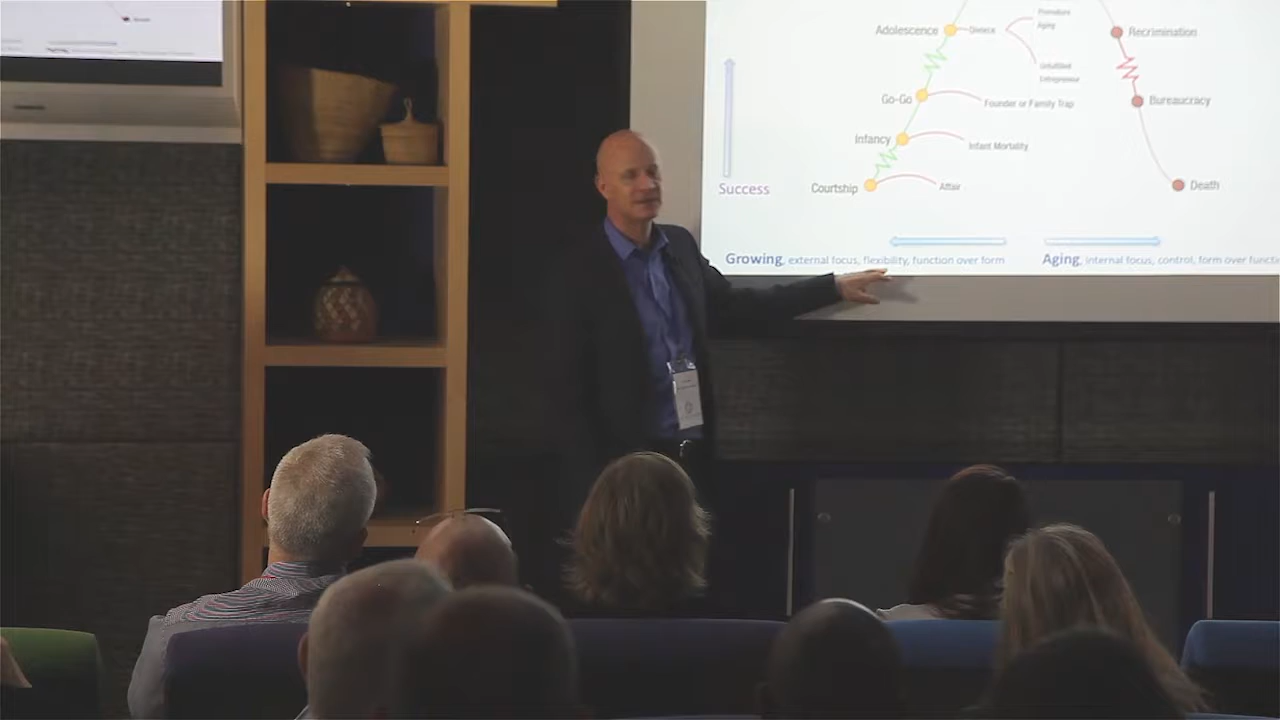 Premature
Aging
Adolescence
Divorce
Recrimination
Unfulfilled
Entrepreneur
Go-Go
Founder or Family Trap
Bureaucracy
Infancy
Infant Mortality
Success
Courtship
Affair
Death
Growing, external focus, flexibility, function over form
Aging, internal focus, control, form over functi